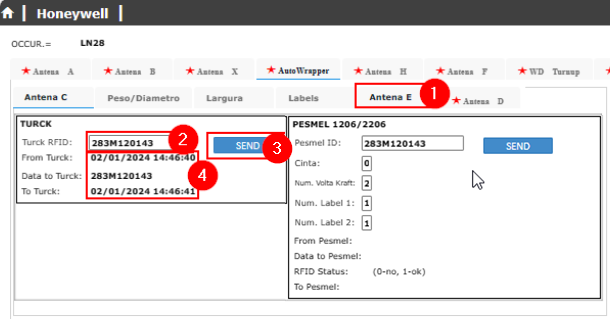 Honeywell
OCCUR.= LN28
Antena A Antena B Antena X AutoWrapper Antena H Antena F WD Turnup
Antena C Peso/Diametro Largura Labels Antena E 1 Antena D
TURCK
Turck RFID: 283M120143 2 SEND 3
From Turck: 02/01/2024 14:46:40
Data to Turck: 283M120143 4
To Turck: 02/01/2024 14:46:41
PESMEL 1206/2206
Pesmel ID: 283M120143 SEND
Cinta: 0
Num. Volta Kraft: 2
Num. Label 1: 1
Num. Label 2: 1
From Pesmel:
Data to Pesmel:
RFID Status: (0-no, 1-ok)
To Pesmel: